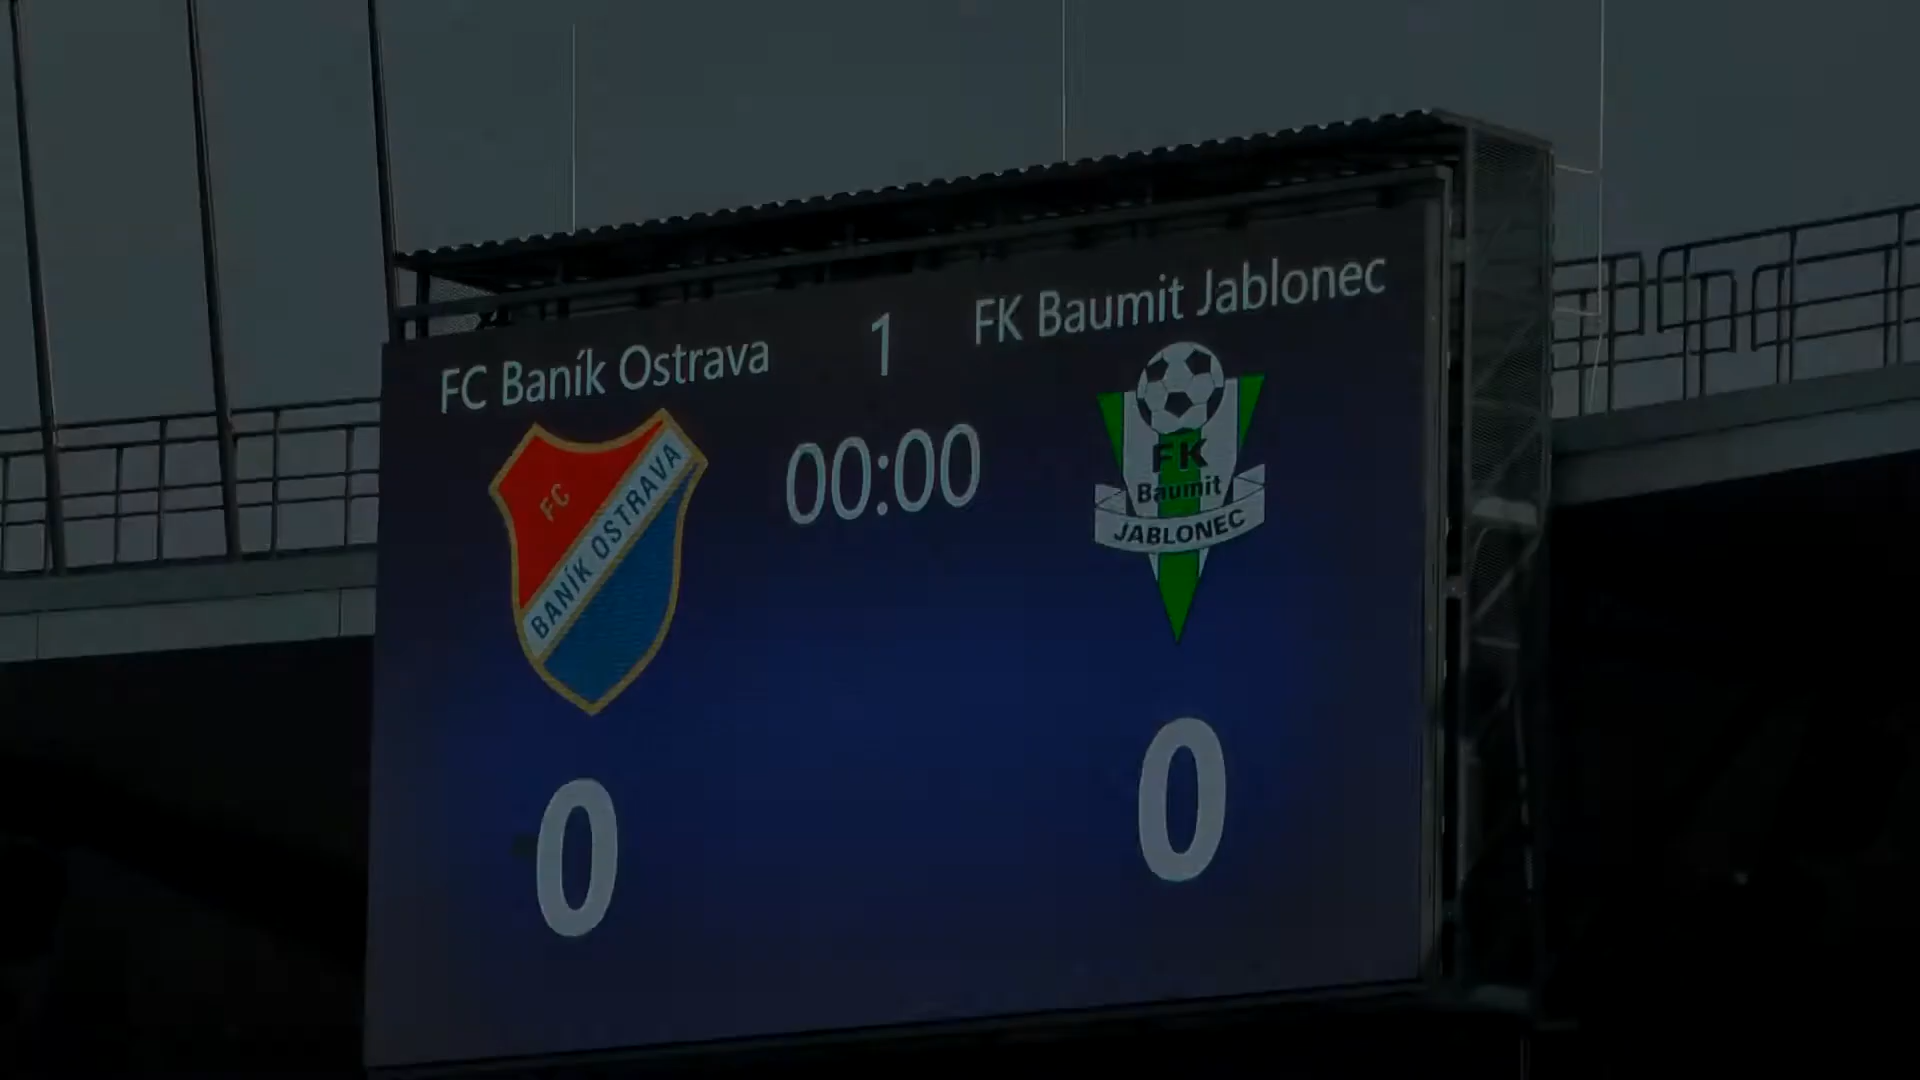 FC Baník Ostrava
1
FK Baumit Jablonec
00:00
FC
BANÍK OSTRAVA
FK
Baumit
JABLONEC
0
0